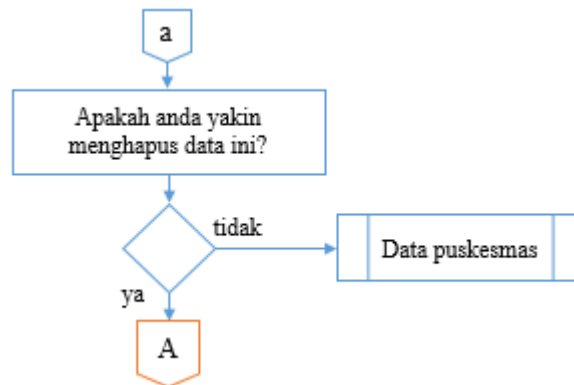 a
Apakah anda yakin
menghapus data ini?
tidak
Data puskesmas
ya
A